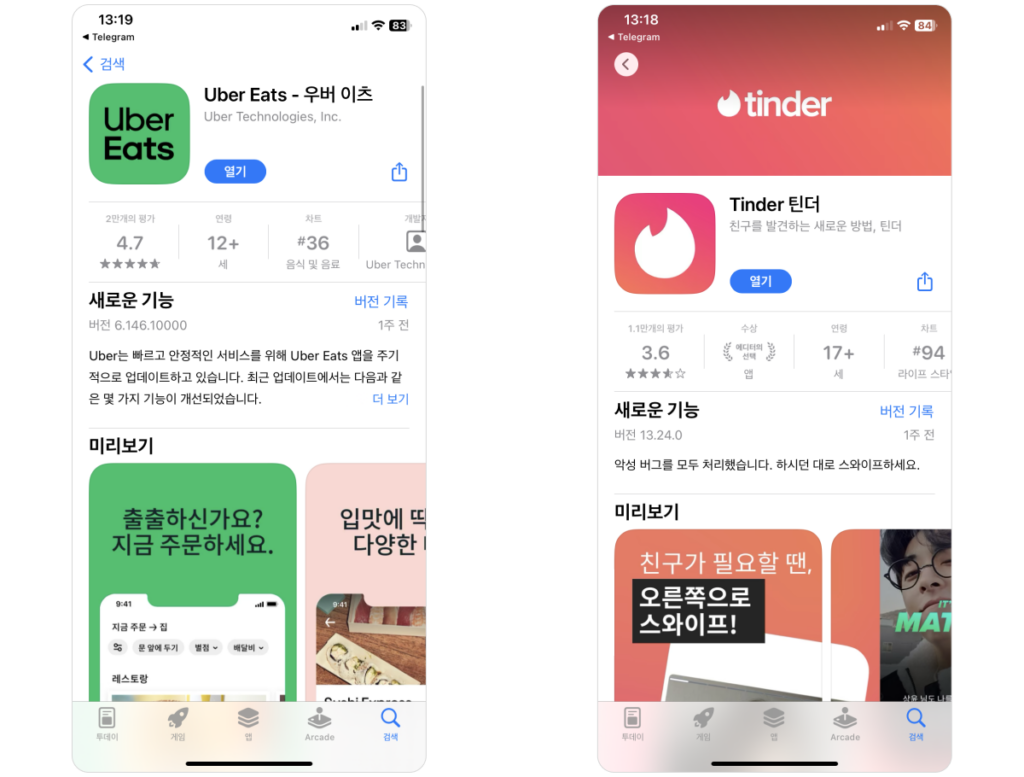 13:19
83
◀ Telegram
검색
Uber
Eats
Uber Eats - 우버 이츠
Uber Technologies, Inc.
열기
2만개의 평가
4.7
연령
12+
세
차트
#36
음식 및 음료
Uber Techn
새로운 기능
버전 기록
버전 6.146.10000
1주 전
Uber는 빠르고 안정적인 서비스를 위해 Uber Eats 앱을 주기
적으로 업데이트하고 있습니다. 최근 업데이트에서는 다음과 같
은 몇 가지 기능이 개선되었습니다.
더 보기
미리보기
출출하신가요?
지금 주문하세요.
9:41
지금 주문 → 집
문 앞에 두기
별점
배달비
레스토랑
입맛에 딱
다양한
9:41
Sushi Express
투데이
게임
앱
Arcade
검색
13:18
84
◀ Telegram
tinder
Tinder 틴더
친구를 발견하는 새로운 방법, 틴더
열기
1.1만개의 평가
3.6
수상
에디터의
선택
앱
연령
17+
세
차트
#94
라이프 스타
새로운 기능
버전 기록
버전 13.24.0
1주 전
악성 버그를 모두 처리했습니다. 하시던 대로 스와이프하세요.
미리보기
친구가 필요할 땐,
오른쪽으로
스와이프!
IT'
MAT
투데이
게임
앱
Arcade
검색